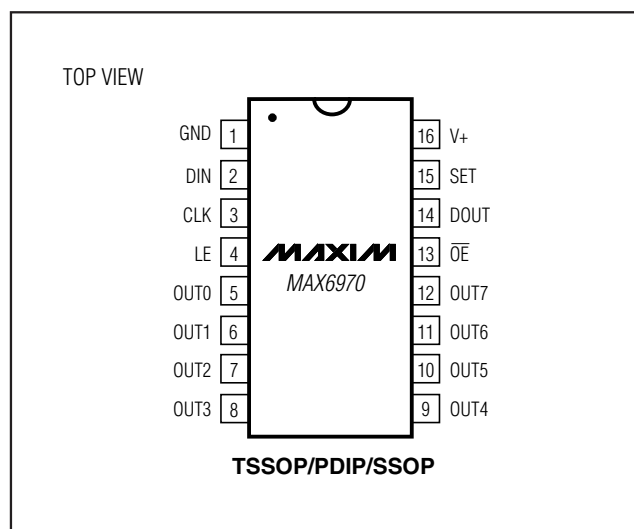 TOP VIEW
GND 1 16 V+
DIN 2 15 SET
CLK 3 14 DOUT
LE 4 MAXIM 13 O̅E̅
OUT0 5 MAX6970 12 OUT7
OUT1 6 11 OUT6
OUT2 7 10 OUT5
OUT3 8 9 OUT4
TSSOP/PDIP/SSOP